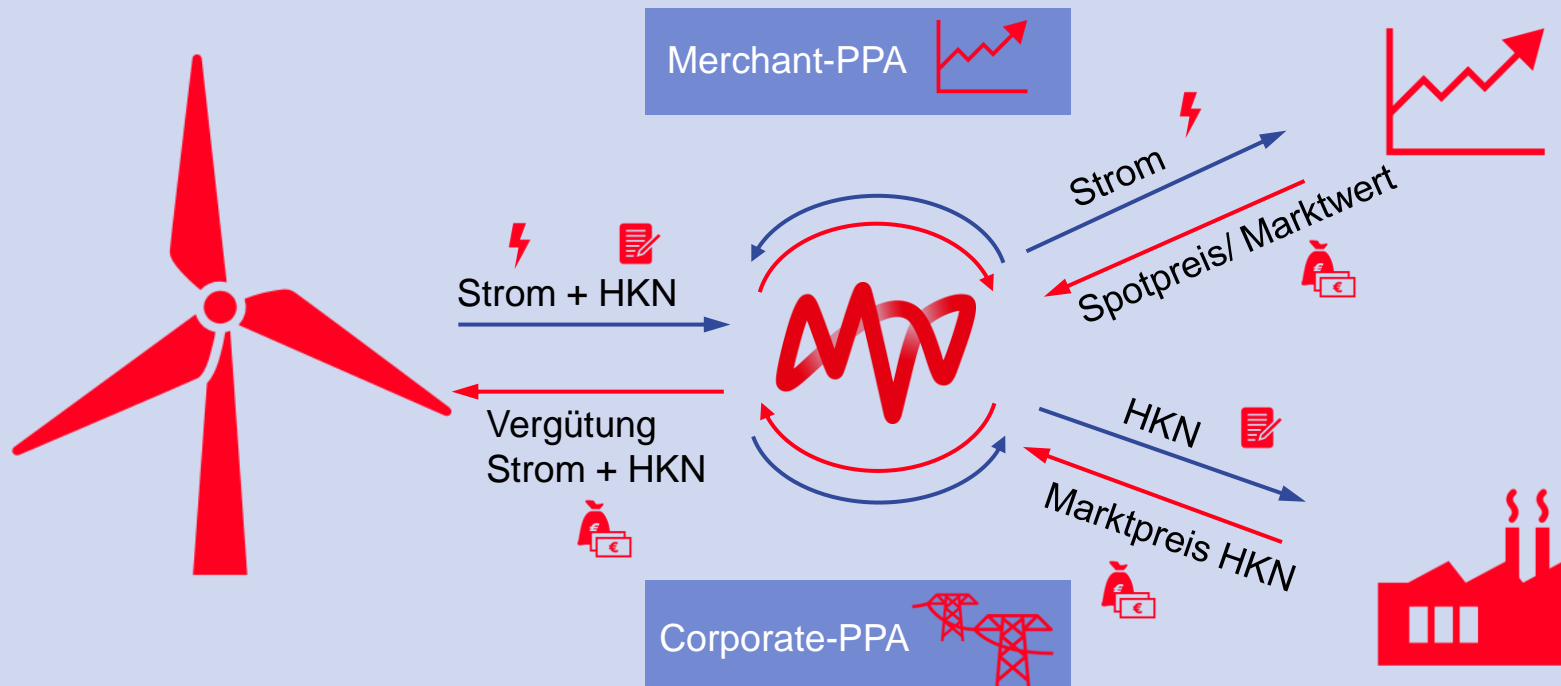 Merchant-PPA
Strom
Spotpreis/ Marktwert
Strom + HKN
Vergütung
Strom + HKN
HKN
Marktpreis HKN
Corporate-PPA